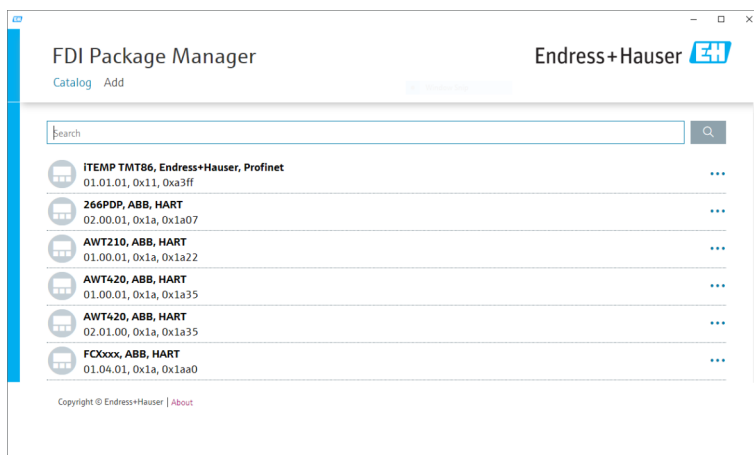 EH
FDI Package Manager
Endress+Hauser EH
Catalog Add
Search
iTEMP TMT86, Endress+Hauser, Profinet
01.01.01, 0x11, 0xa3ff
266PDP, ABB, HART
02.00.01, 0x1a, 0x1a07
AWT210, ABB, HART
01.00.01, 0x1a, 0x1a22
AWT420, ABB, HART
01.00.01, 0x1a, 0x1a35
AWT420, ABB, HART
02.01.00, 0x1a, 0x1a35
FCXxxx, ABB, HART
01.04.01, 0x1a, 0x1aa0
Copyright © Endress+Hauser | About